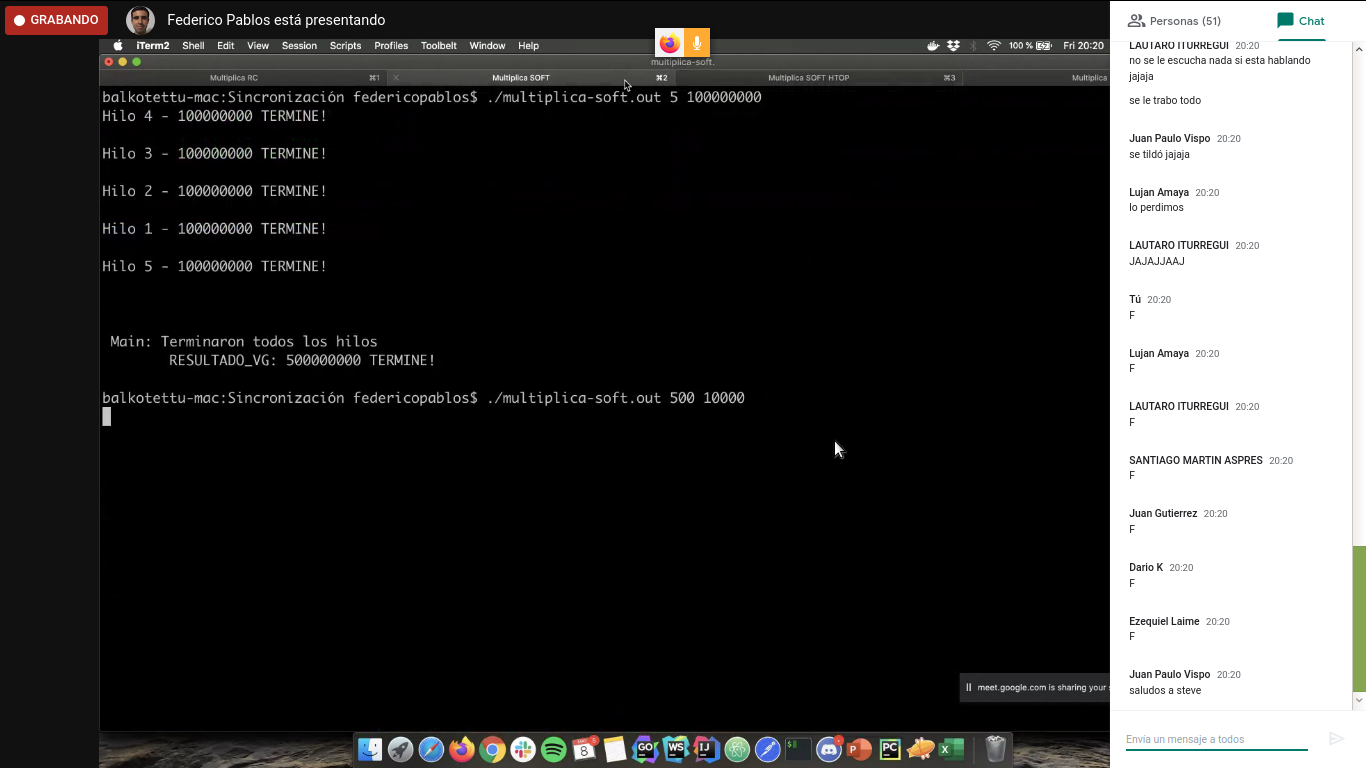 GRABANDO
Federico Pablos está presentando
Personas (51)
Chat
iTerm2 Shell Edit View Session Scripts Profiles Toolbelt Window Help
100 %
Fri 20:20
multiplica-soft.
Multiplica RC ⌘1
Multiplica SOFT ⌘2
Multiplica SOFT HTOP ⌘3
Multiplica
balkotettu-mac:Sincronización federicopablos$ ./multiplica-soft.out 5 100000000
Hilo 4 - 100000000 TERMINE!
Hilo 3 - 100000000 TERMINE!
Hilo 2 - 100000000 TERMINE!
Hilo 1 - 100000000 TERMINE!
Hilo 5 - 100000000 TERMINE!
Main: Terminaron todos los hilos
RESULTADO_VG: 500000000 TERMINE!
balkotettu-mac:Sincronización federicopablos$ ./multiplica-soft.out 500 10000
meet.google.com is sharing your
8
GO
WS
IJ
$
PC
LAUTARO ITURREGUI 20:20
no se le escucha nada si esta hablando
jajaja
se le trabo todo
Juan Paulo Vispo 20:20
se tildó jajaja
Lujan Amaya 20:20
lo perdimos
LAUTARO ITURREGUI 20:20
JAJAJJAAJ
Tú 20:20
F
Lujan Amaya 20:20
F
LAUTARO ITURREGUI 20:20
F
SANTIAGO MARTIN ASPRES 20:20
F
Juan Gutierrez 20:20
F
Dario K 20:20
F
Ezequiel Laime 20:20
F
Juan Paulo Vispo 20:20
saludos a steve
Envía un mensaje a todos